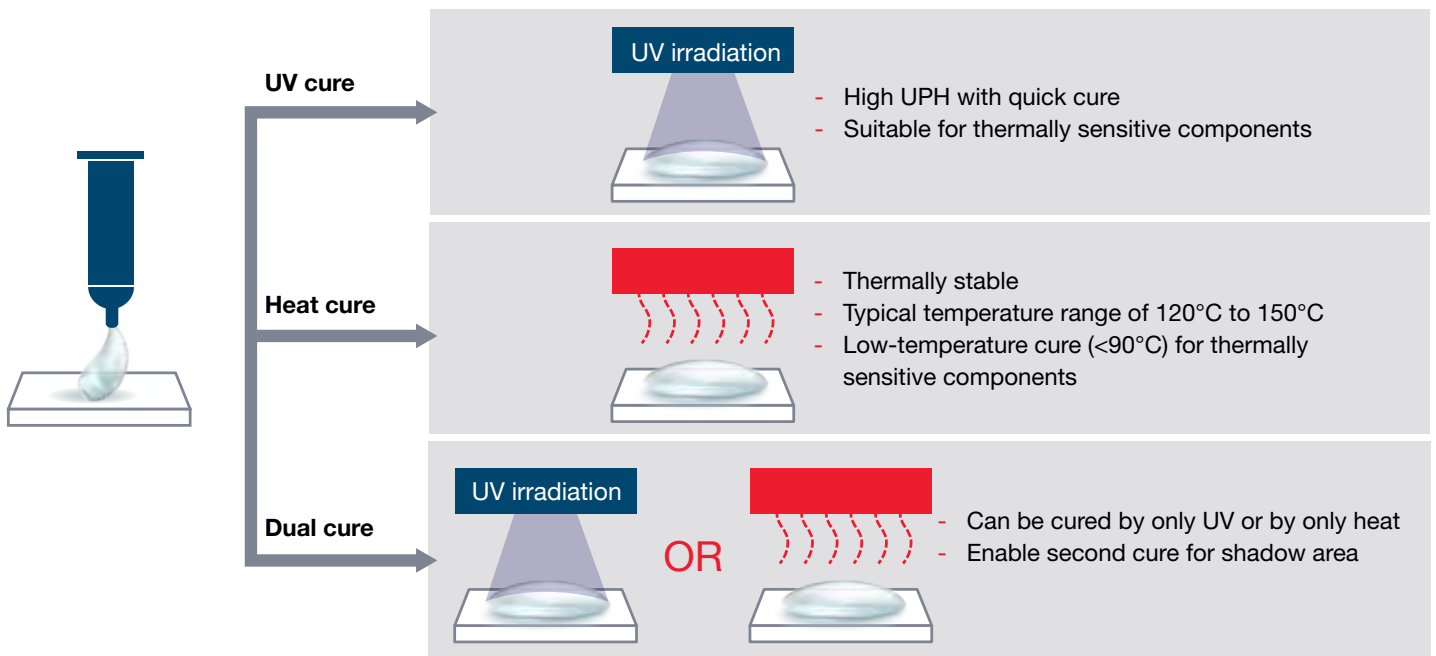 UV cure
UV irradiation
- High UPH with quick cure
- Suitable for thermally sensitive components
Heat cure
- Thermally stable
- Typical temperature range of 120°C to 150°C
- Low-temperature cure (<90°C) for thermally
sensitive components
Dual cure
UV irradiation
OR
- Can be cured by only UV or by only heat
- Enable second cure for shadow area